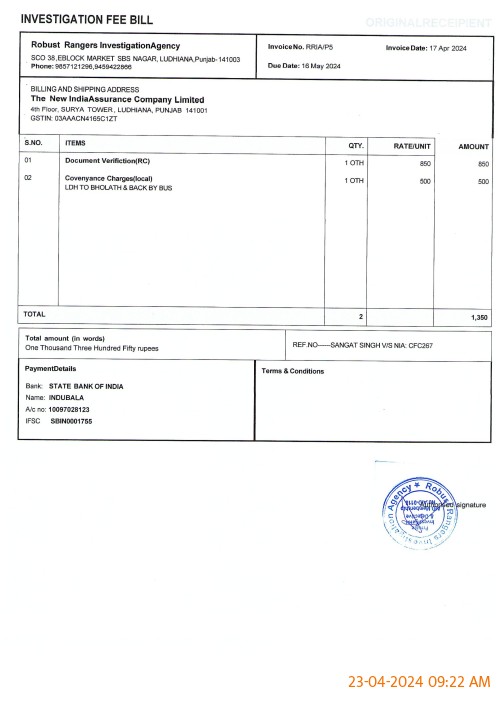 INVESTIGATION FEE BILL
ORIGINALRECEIPIENT
Robust Rangers InvestigationAgency
SCO 38,EBLOCK MARKET SBS NAGAR, LUDHIANA,Punjab-141003
Phone: 9857121296,9459422866
InvoiceNo. RRIA/P5
InvoiceDate: 17 Apr 2024
Due Date: 16 May 2024
BILLING AND SHIPPING ADDRESS
The New IndiaAssurance Company Limited
4th Floor, SURYA TOWER, LUDHIANA, PUNJAB 141001
GSTIN: 03AAACN4165C1ZT
S.NO. ITEMS QTY. RATE/UNIT AMOUNT
01 Document Verifiction(RC) 1 OTH 850 850
02 Covenyance Charges(local) 1 OTH 500 500
LDH TO BHOLATH & BACK BY BUS
TOTAL 2 1,350
Total amount (in words)
One Thousand Three Hundred Fifty rupees
REF.NO-----SANGAT SINGH V/S NIA: CFC267
PaymentDetails
Bank: STATE BANK OF INDIA
Name: INDUBALA
A/c no: 10097028123
IFSC SBIN0001755
Terms & Conditions
Robust Rangers Investigation Agency
signature
23-04-2024 09:22 AM